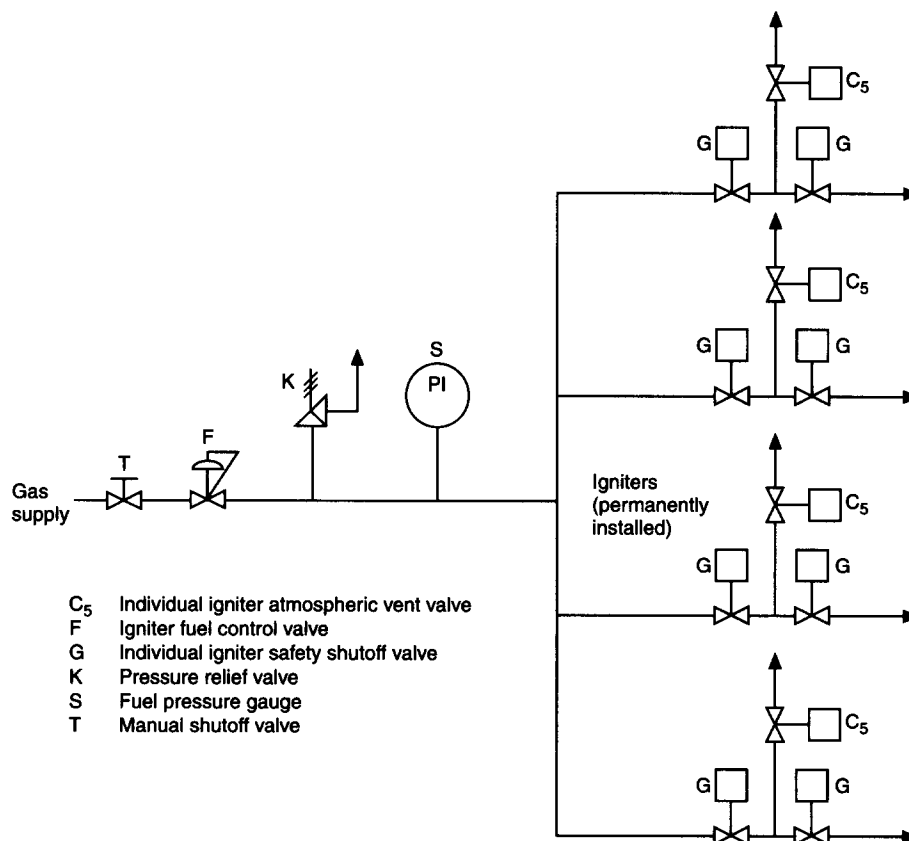 C5
G G
C5
G G
S
K PI
F
T
Gas
supply
Igniters
(permanently
installed)
C5
G G
C5 Individual igniter atmospheric vent valve
F Igniter fuel control valve
G Individual igniter safety shutoff valve
K Pressure relief valve
S Fuel pressure gauge
T Manual shutoff valve
C5
G G